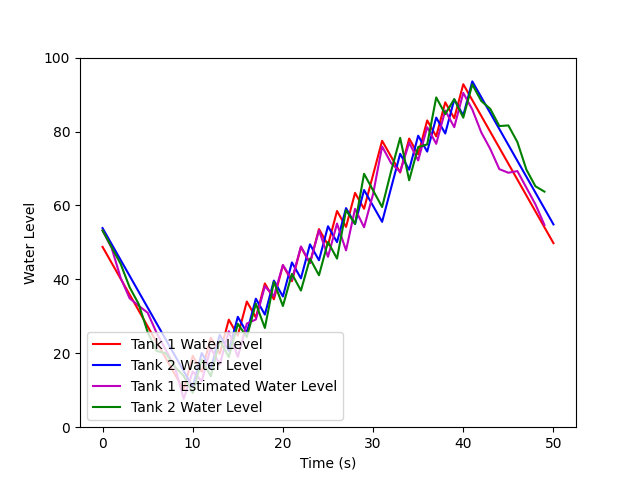 100
80
60
40
20
0
Water Level
Tank 1 Water Level
Tank 2 Water Level
Tank 1 Estimated Water Level
Tank 2 Water Level
0 10 20 30 40 50
Time (s)